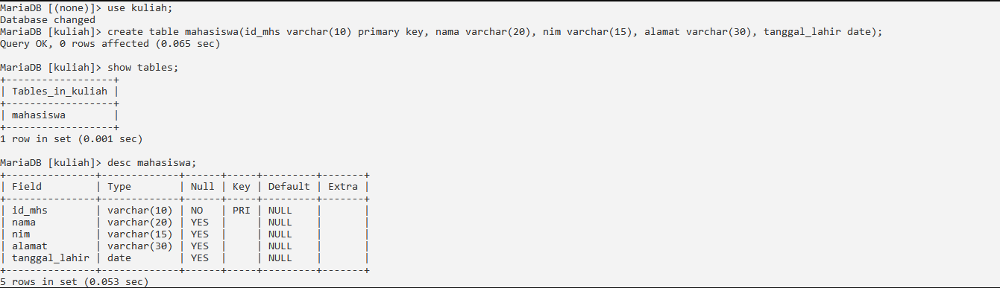 MariaDB [(none)]> use kuliah;
Database changed
MariaDB [kuliah]> create table mahasiswa(id_mhs varchar(10) primary key, nama varchar(20), nim varchar(15), alamat varchar(30), tanggal_lahir date);
Query OK, 0 rows affected (0.065 sec)

MariaDB [kuliah]> show tables;
+------------------+
| Tables_in_kuliah |
+------------------+
| mahasiswa        |
+------------------+
1 row in set (0.001 sec)

MariaDB [kuliah]> desc mahasiswa;
+---------------+-------------+------+-----+---------+-------+
| Field         | Type        | Null | Key | Default | Extra |
+---------------+-------------+------+-----+---------+-------+
| id_mhs        | varchar(10) | NO   | PRI | NULL    |       |
| nama          | varchar(20) | YES  |     | NULL    |       |
| nim           | varchar(15) | YES  |     | NULL    |       |
| alamat        | varchar(30) | YES  |     | NULL    |       |
| tanggal_lahir | date        | YES  |     | NULL    |       |
+---------------+-------------+------+-----+---------+-------+
5 rows in set (0.053 sec)